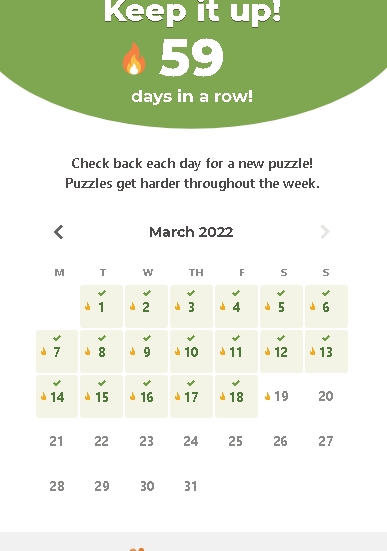 Keep it up!
59
days in a row!
Check back each day for a new puzzle!
Puzzles get harder throughout the week.
March 2022
M T W TH F S S
1 2 3 4 5 6
7 8 9 10 11 12 13
14 15 16 17 18 19 20
21 22 23 24 25 26 27
28 29 30 31